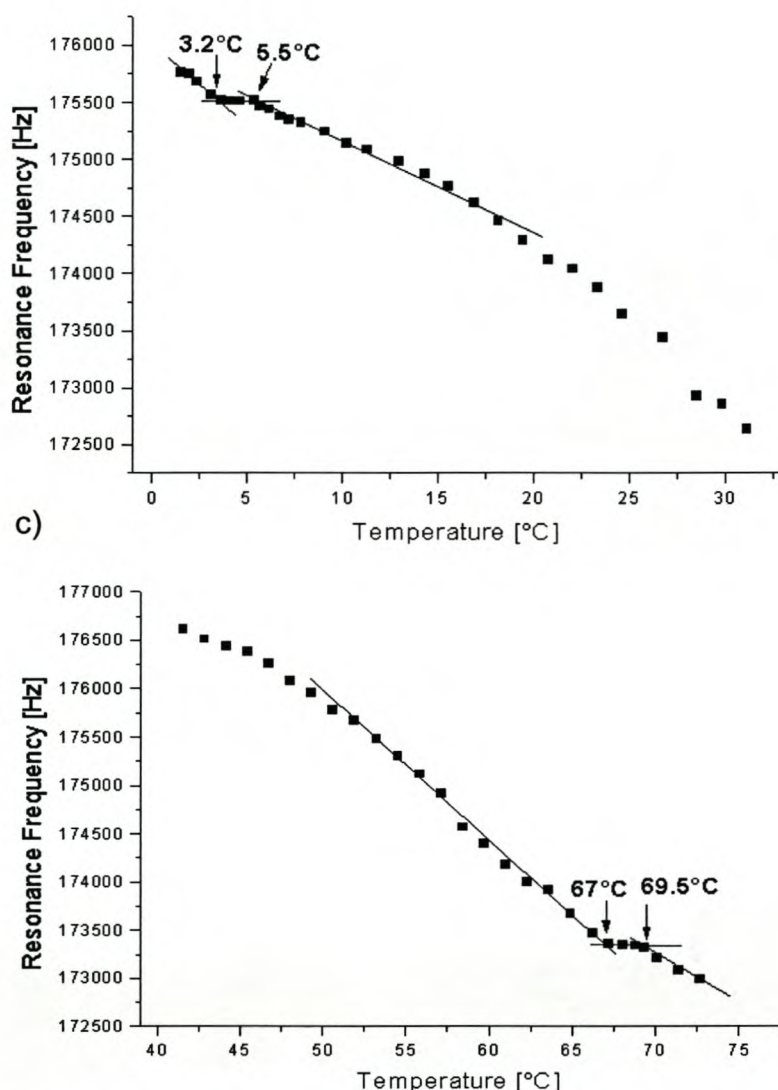 176000
175500
175000
174500
174000
173500
173000
172500
Resonance Frequency [Hz]
3.2°C
5.5°C
0 5 10 15 20 25 30
Temperature [°C]
c)
177000
176500
176000
175500
175000
174500
174000
173500
173000
172500
Resonance Frequency [Hz]
67°C
69.5°C
40 45 50 55 60 65 70 75
Temperature [°C]